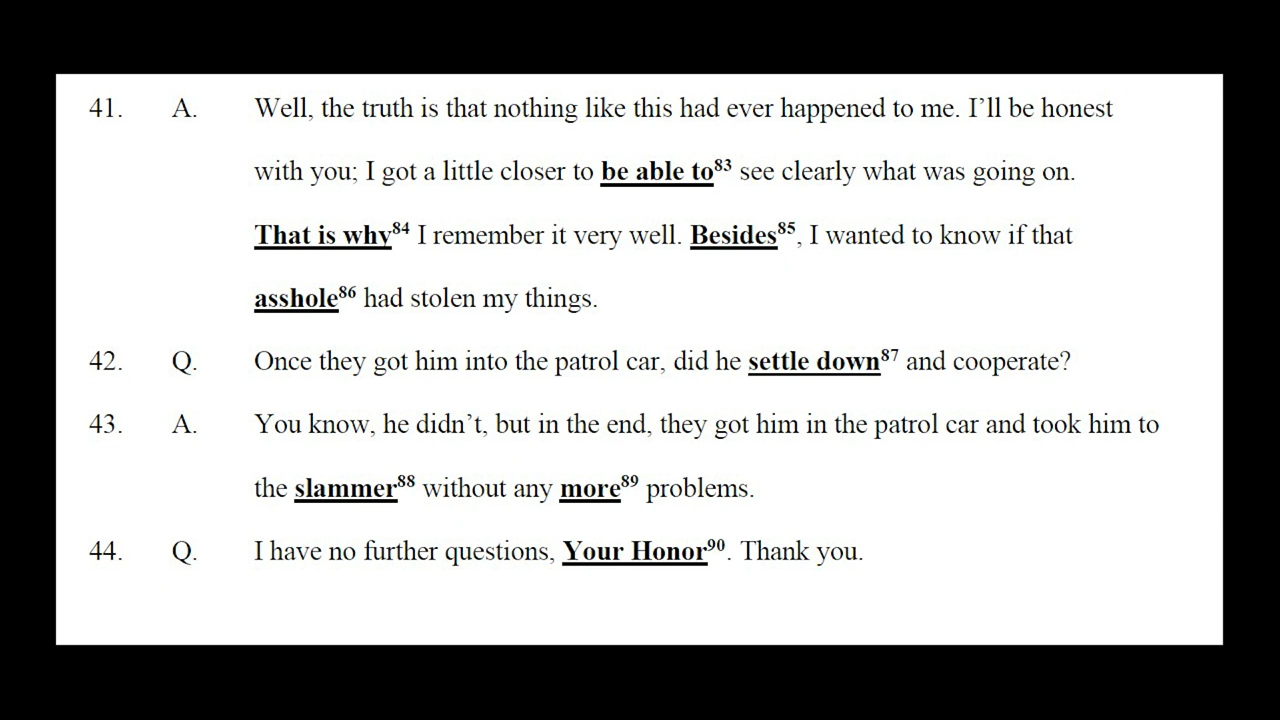 41. A. Well, the truth is that nothing like this had ever happened to me. I’ll be honest
with you; I got a little closer to be able to83 see clearly what was going on.
That is why84 I remember it very well. Besides85, I wanted to know if that
asshole86 had stolen my things.
42. Q. Once they got him into the patrol car, did he settle down87 and cooperate?
43. A. You know, he didn’t, but in the end, they got him in the patrol car and took him to
the slammer88 without any more89 problems.
44. Q. I have no further questions, Your Honor90. Thank you.